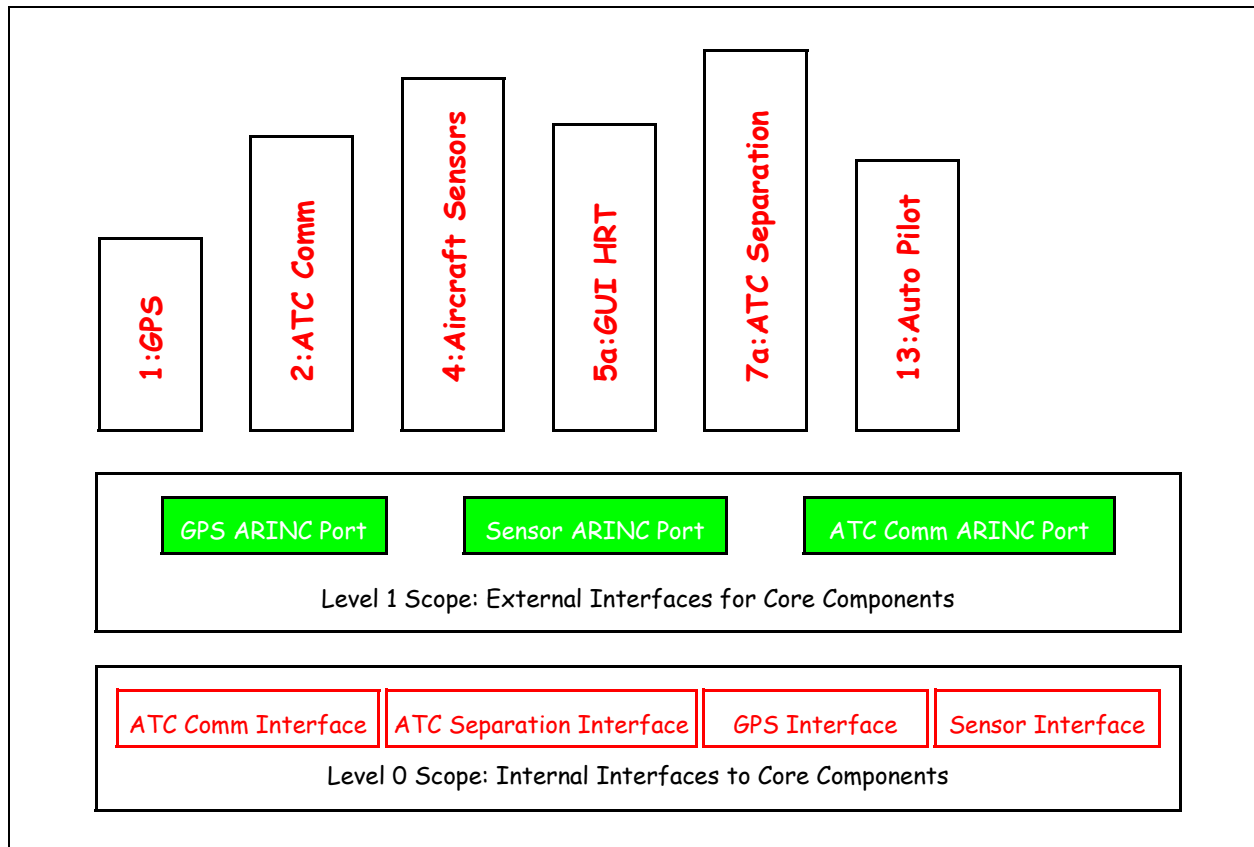 1:GPS
2:ATC Comm
4:Aircraft Sensors
5a:GUI HRT
7a:ATC Separation
13:Auto Pilot
GPS ARINC Port
Sensor ARINC Port
ATC Comm ARINC Port
Level 1 Scope: External Interfaces for Core Components
ATC Comm Interface
ATC Separation Interface
GPS Interface
Sensor Interface
Level 0 Scope: Internal Interfaces to Core Components